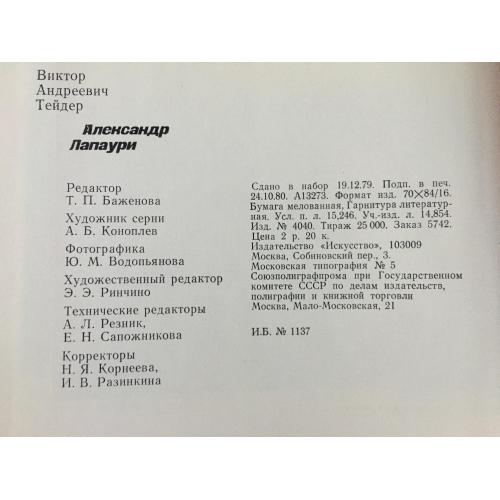 Виктор
Андреевич
Тейдер
Александр
Лапаури
Редактор
Т. П. Баженова
Художник серии
А. Б. Коноплев
Фотографика
Ю. М. Водопьянова
Художественный редактор
Э. Э. Ринчино
Технические редакторы
А. Л. Резник,
Е. Н. Сапожникова
Корректоры
Н. Я. Корнеева,
И. В. Разинкина
Сдано в набор 19.12.79. Подп. в печ.
24.10.80. А13273. Формат изд. 70×84/16.
Бумага мелованная, Гарнитура литератур-
ная. Усл. п. л. 15,246. Уч.-изд. л. 14,854.
Изд. № 4040. Тираж 25 000. Заказ 5742.
Цена 2 р. 20 к.
Издательство «Искусство», 103009
Москва, Собиновский пер., 3.
Московская типография № 5
Союзполиграфпрома при Государственном
комитете СССР по делам издательств,
полиграфии и книжной торговли
Москва, Мало-Московская, 21
И.Б. № 1137